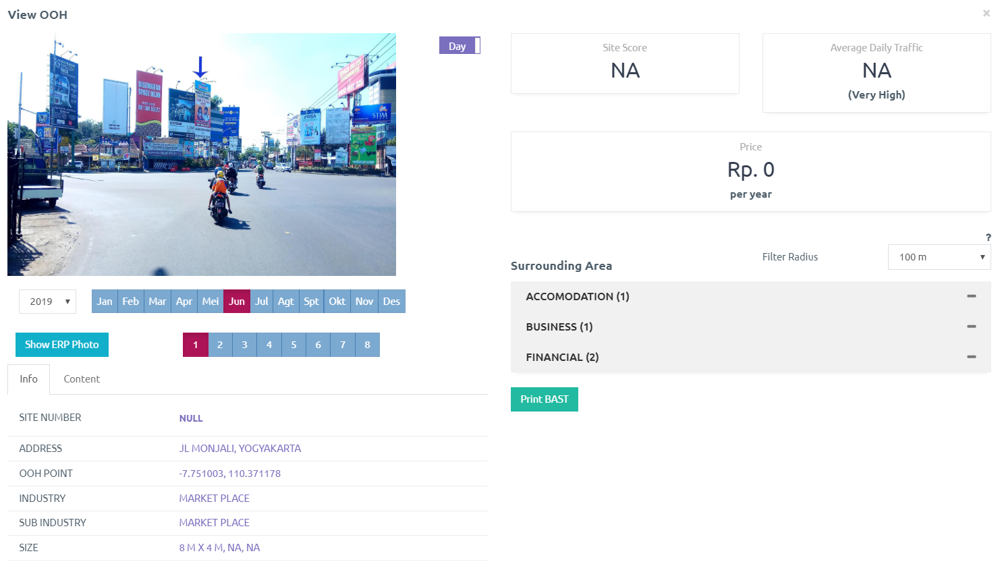 View OOH
×
DISEWAKAN
SPACE IKLAN
STIM
Day
2019
Jan Feb Mar Apr Mei Jun Jul Agt Spt Okt Nov Des
Show ERP Photo
1 2 3 4 5 6 7 8
Info Content
SITE NUMBER NULL
ADDRESS JL MONJALI, YOGYAKARTA
OOH POINT -7.751003, 110.371178
INDUSTRY MARKET PLACE
SUB INDUSTRY MARKET PLACE
SIZE 8 M X 4 M, NA, NA
Site Score
NA
Average Daily Traffic
NA
(Very High)
Price
Rp. 0
per year
?
Filter Radius 100 m
Surrounding Area
ACCOMODATION (1)
BUSINESS (1)
FINANCIAL (2)
Print BAST